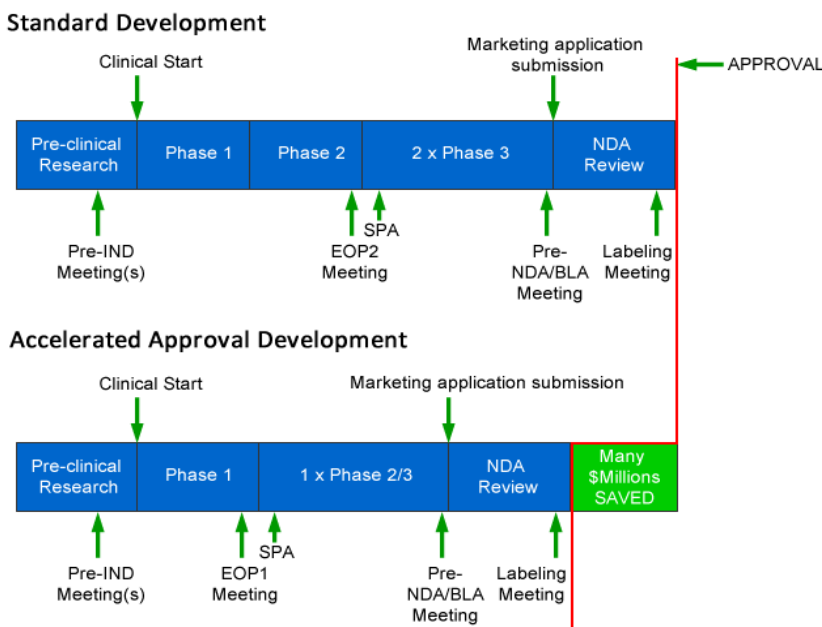 Standard Development
Clinical Start
Marketing application
submission
APPROVAL
Pre-clinical
Research
Phase 1
Phase 2
2 x Phase 3
NDA
Review
Pre-IND
Meeting(s)
EOP2
Meeting
SPA
Pre-
NDA/BLA
Meeting
Labeling
Meeting
Accelerated Approval Development
Clinical Start
Marketing application submission
Pre-clinical
Research
Phase 1
1 x Phase 2/3
NDA
Review
Many
$Millions
SAVED
Pre-IND
Meeting(s)
EOP1
Meeting
SPA
Pre-
NDA/BLA
Meeting
Labeling
Meeting